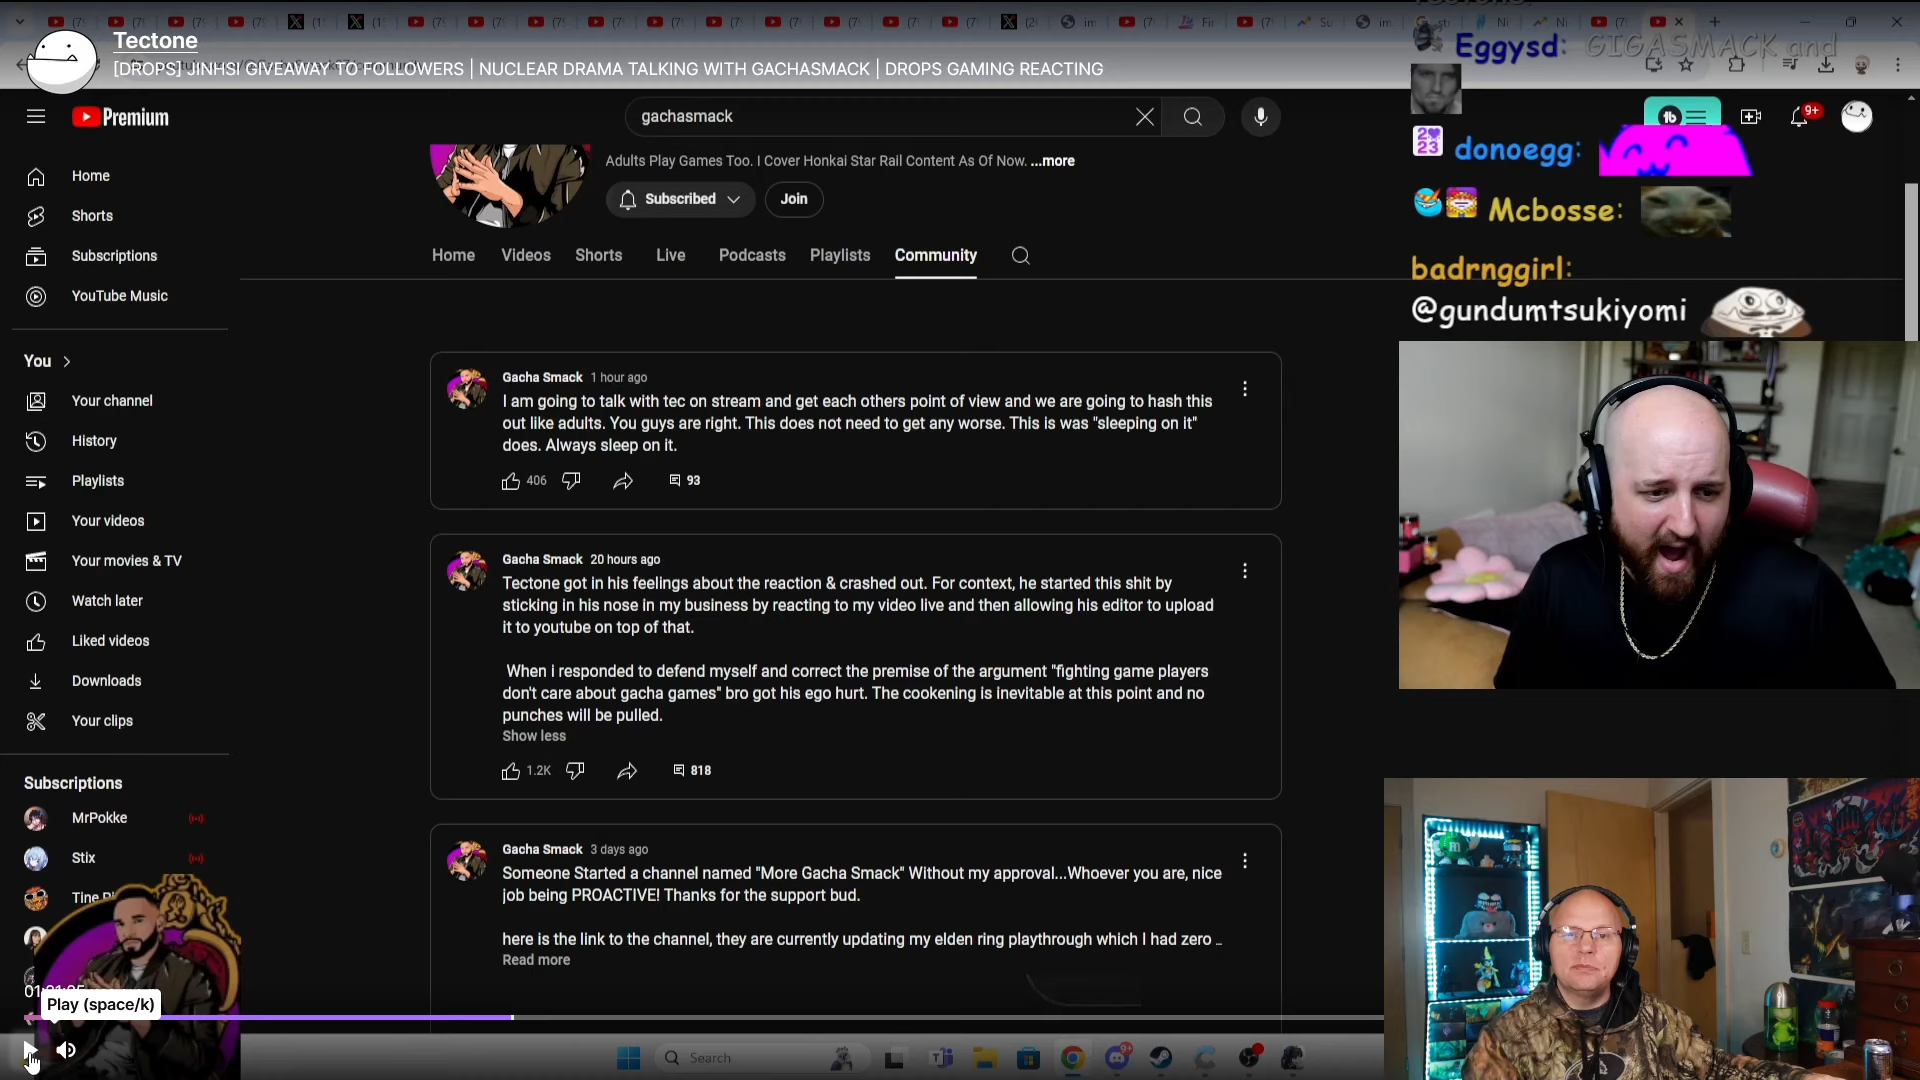 Tectone
[DROPS] JINHSI GIVEAWAY TO FOLLOWERS | NUCLEAR DRAMA TALKING WITH GACHASMACK | DROPS GAMING REACTING
Eggysd: GIGASMACK and
Premium
gachasmack
9+
donoegg:
Mcbosse:
badrnggirl:
@gundumtsukiyomi
Adults Play Games Too. I Cover Honkai Star Rail Content As Of Now. ...more
Subscribed
Join
Home
Videos
Shorts
Live
Podcasts
Playlists
Community
Home
Shorts
Subscriptions
YouTube Music
You
Your channel
History
Playlists
Your videos
Your movies & TV
Watch later
Liked videos
Downloads
Your clips
Subscriptions
MrPokke
Stix
Gacha Smack 1 hour ago
I am going to talk with tec on stream and get each others point of view and we are going to hash this
out like adults. You guys are right. This does not need to get any worse. This is was "sleeping on it"
does. Always sleep on it.
406
93
Gacha Smack 20 hours ago
Tectone got in his feelings about the reaction & crashed out. For context, he started this shit by
sticking in his nose in my business by reacting to my video live and then allowing his editor to upload
it to youtube on top of that.
When i responded to defend myself and correct the premise of the argument "fighting game players
don't care about gacha games" bro got his ego hurt. The cookening is inevitable at this point and no
punches will be pulled.
Show less
1.2K
818
Gacha Smack 3 days ago
Someone Started a channel named "More Gacha Smack" Without my approval...Whoever you are, nice
job being PROACTIVE! Thanks for the support bud.
here is the link to the channel, they are currently updating my elden ring playthrough which I had zero ...
Read more
Play (space/k)
Search